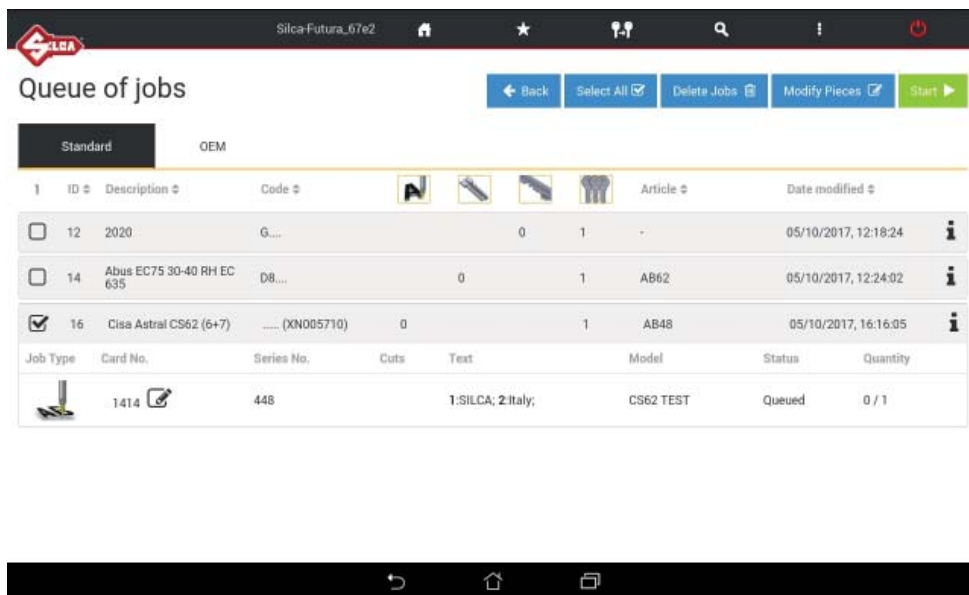 SILCA
Silca-Futura_67e2
Queue of jobs
Back
Select All
Delete Jobs
Modify Pieces
Start
Standard OEM
1 ID Description Code Article Date modified
12 2020 G.... 0 1 - 05/10/2017, 12:18:24
14 Abus EC75 30-40 RH EC 635 D8.... 0 1 AB62 05/10/2017, 12:24:02
16 Cisa Astral CS62 (6+7) ..... (XN005710) 0 1 AB48 05/10/2017, 16:16:05
Job Type Card No. Series No. Cuts Text Model Status Quantity
1414 448 1:SILCA; 2:Italy; CS62 TEST Queued 0 / 1